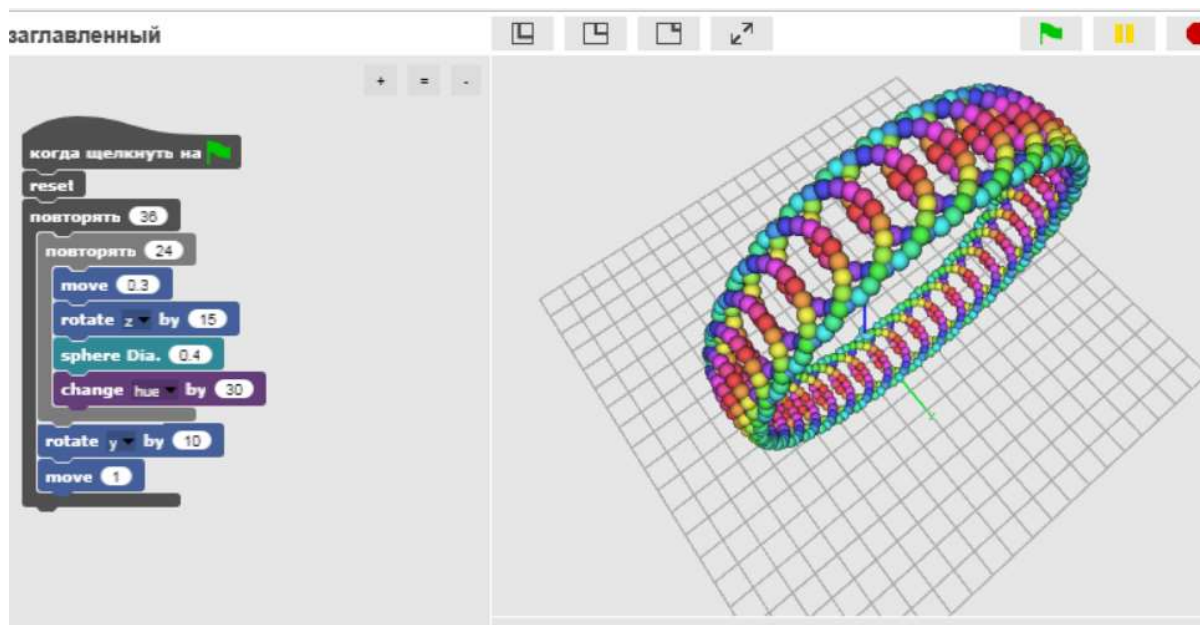 заглавленный
+ = -
когда щелкнуть на
reset
повторять 36
повторять 24
move 0.3
rotate z by 15
sphere Dia. 0.4
change hue by 30
rotate y by 10
move 1